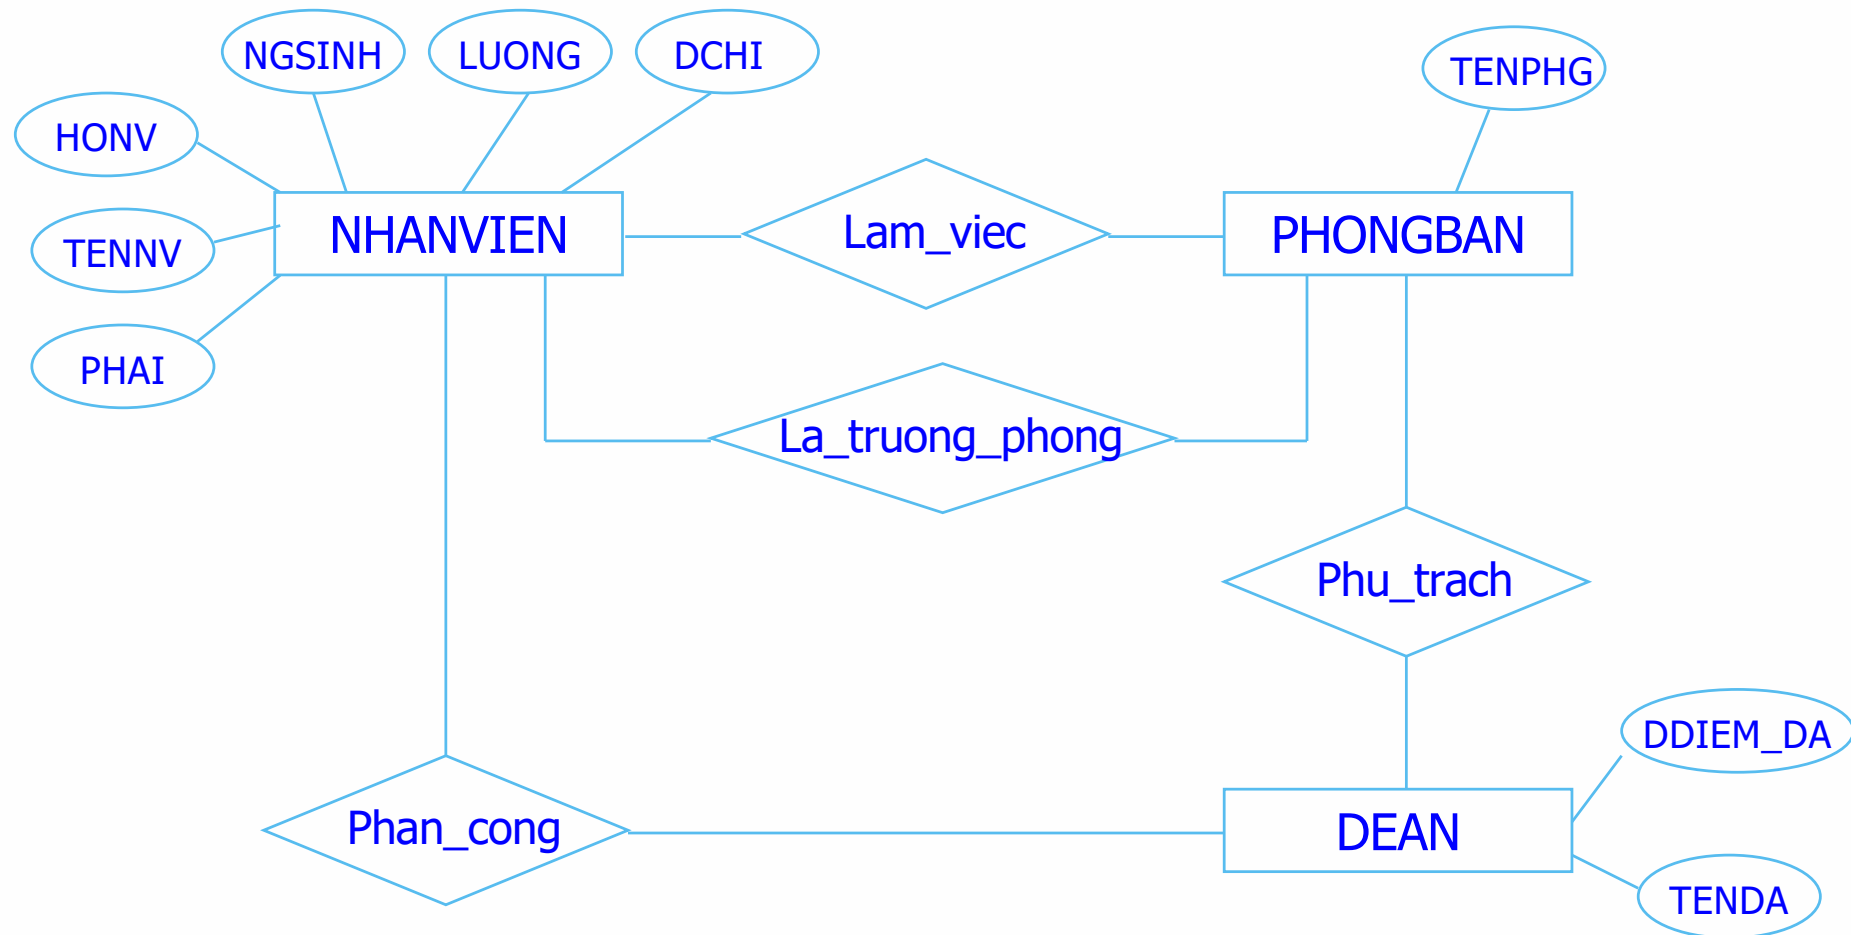 NGSINH
LUONG
DCHI
TENPHG
HONV
NHANVIEN
Lam_viec
PHONGBAN
TENNV
PHAI
La_truong_phong
Phu_trach
DDIEM_DA
Phan_cong
DEAN
TENDA